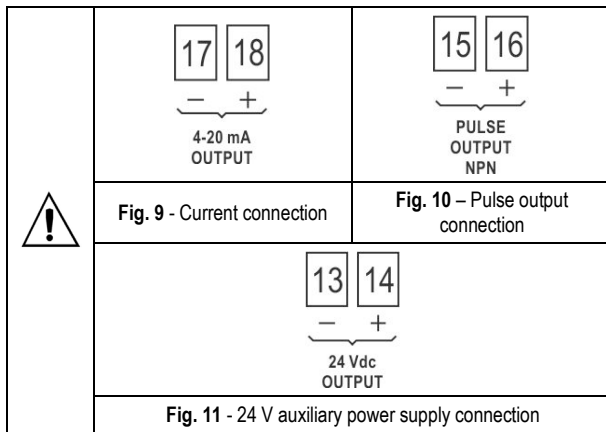 17 18
− +
4-20 mA
OUTPUT
Fig. 9 - Current connection
15 16
− +
PULSE
OUTPUT
NPN
Fig. 10 – Pulse output
connection
13 14
− +
24 Vdc
OUTPUT
Fig. 11 - 24 V auxiliary power supply connection